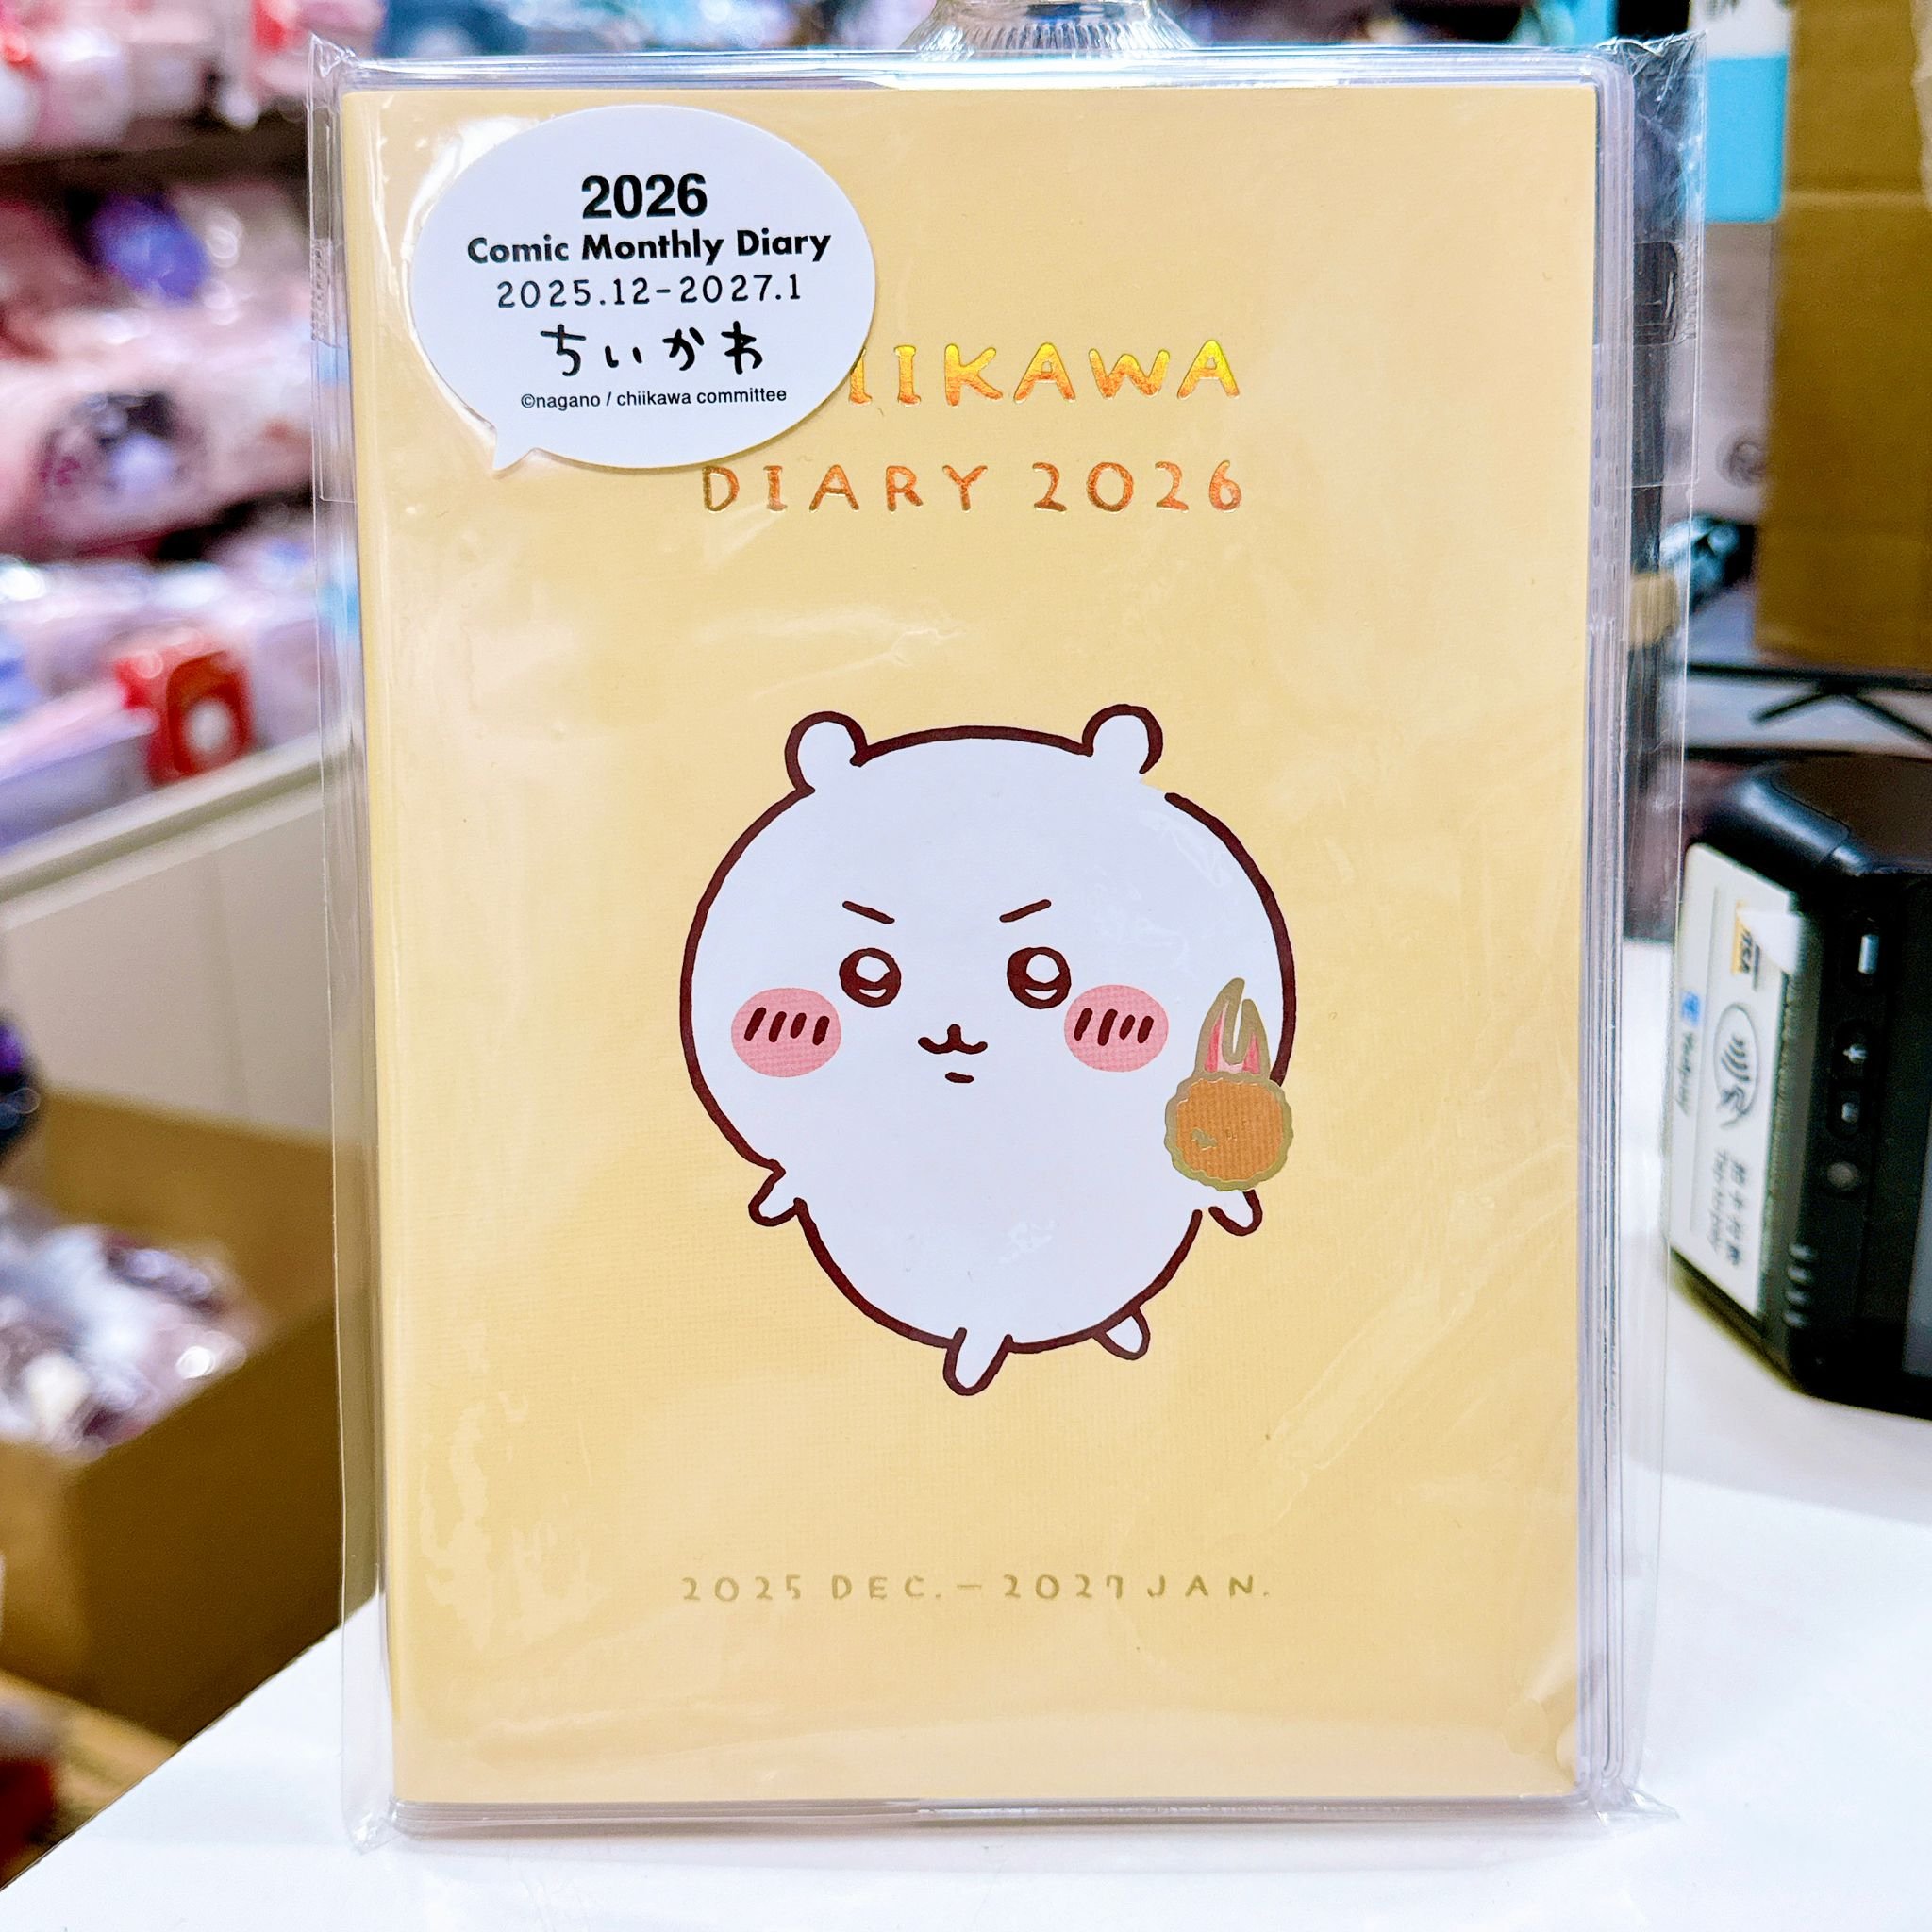 2026
Comic Monthly Diary
2025.12-2027.1
ちいかわ
©nagano / chiikawa committee
IIKAWA
DIARY 2026
2025 DEC. - 2027 JAN.
VISA